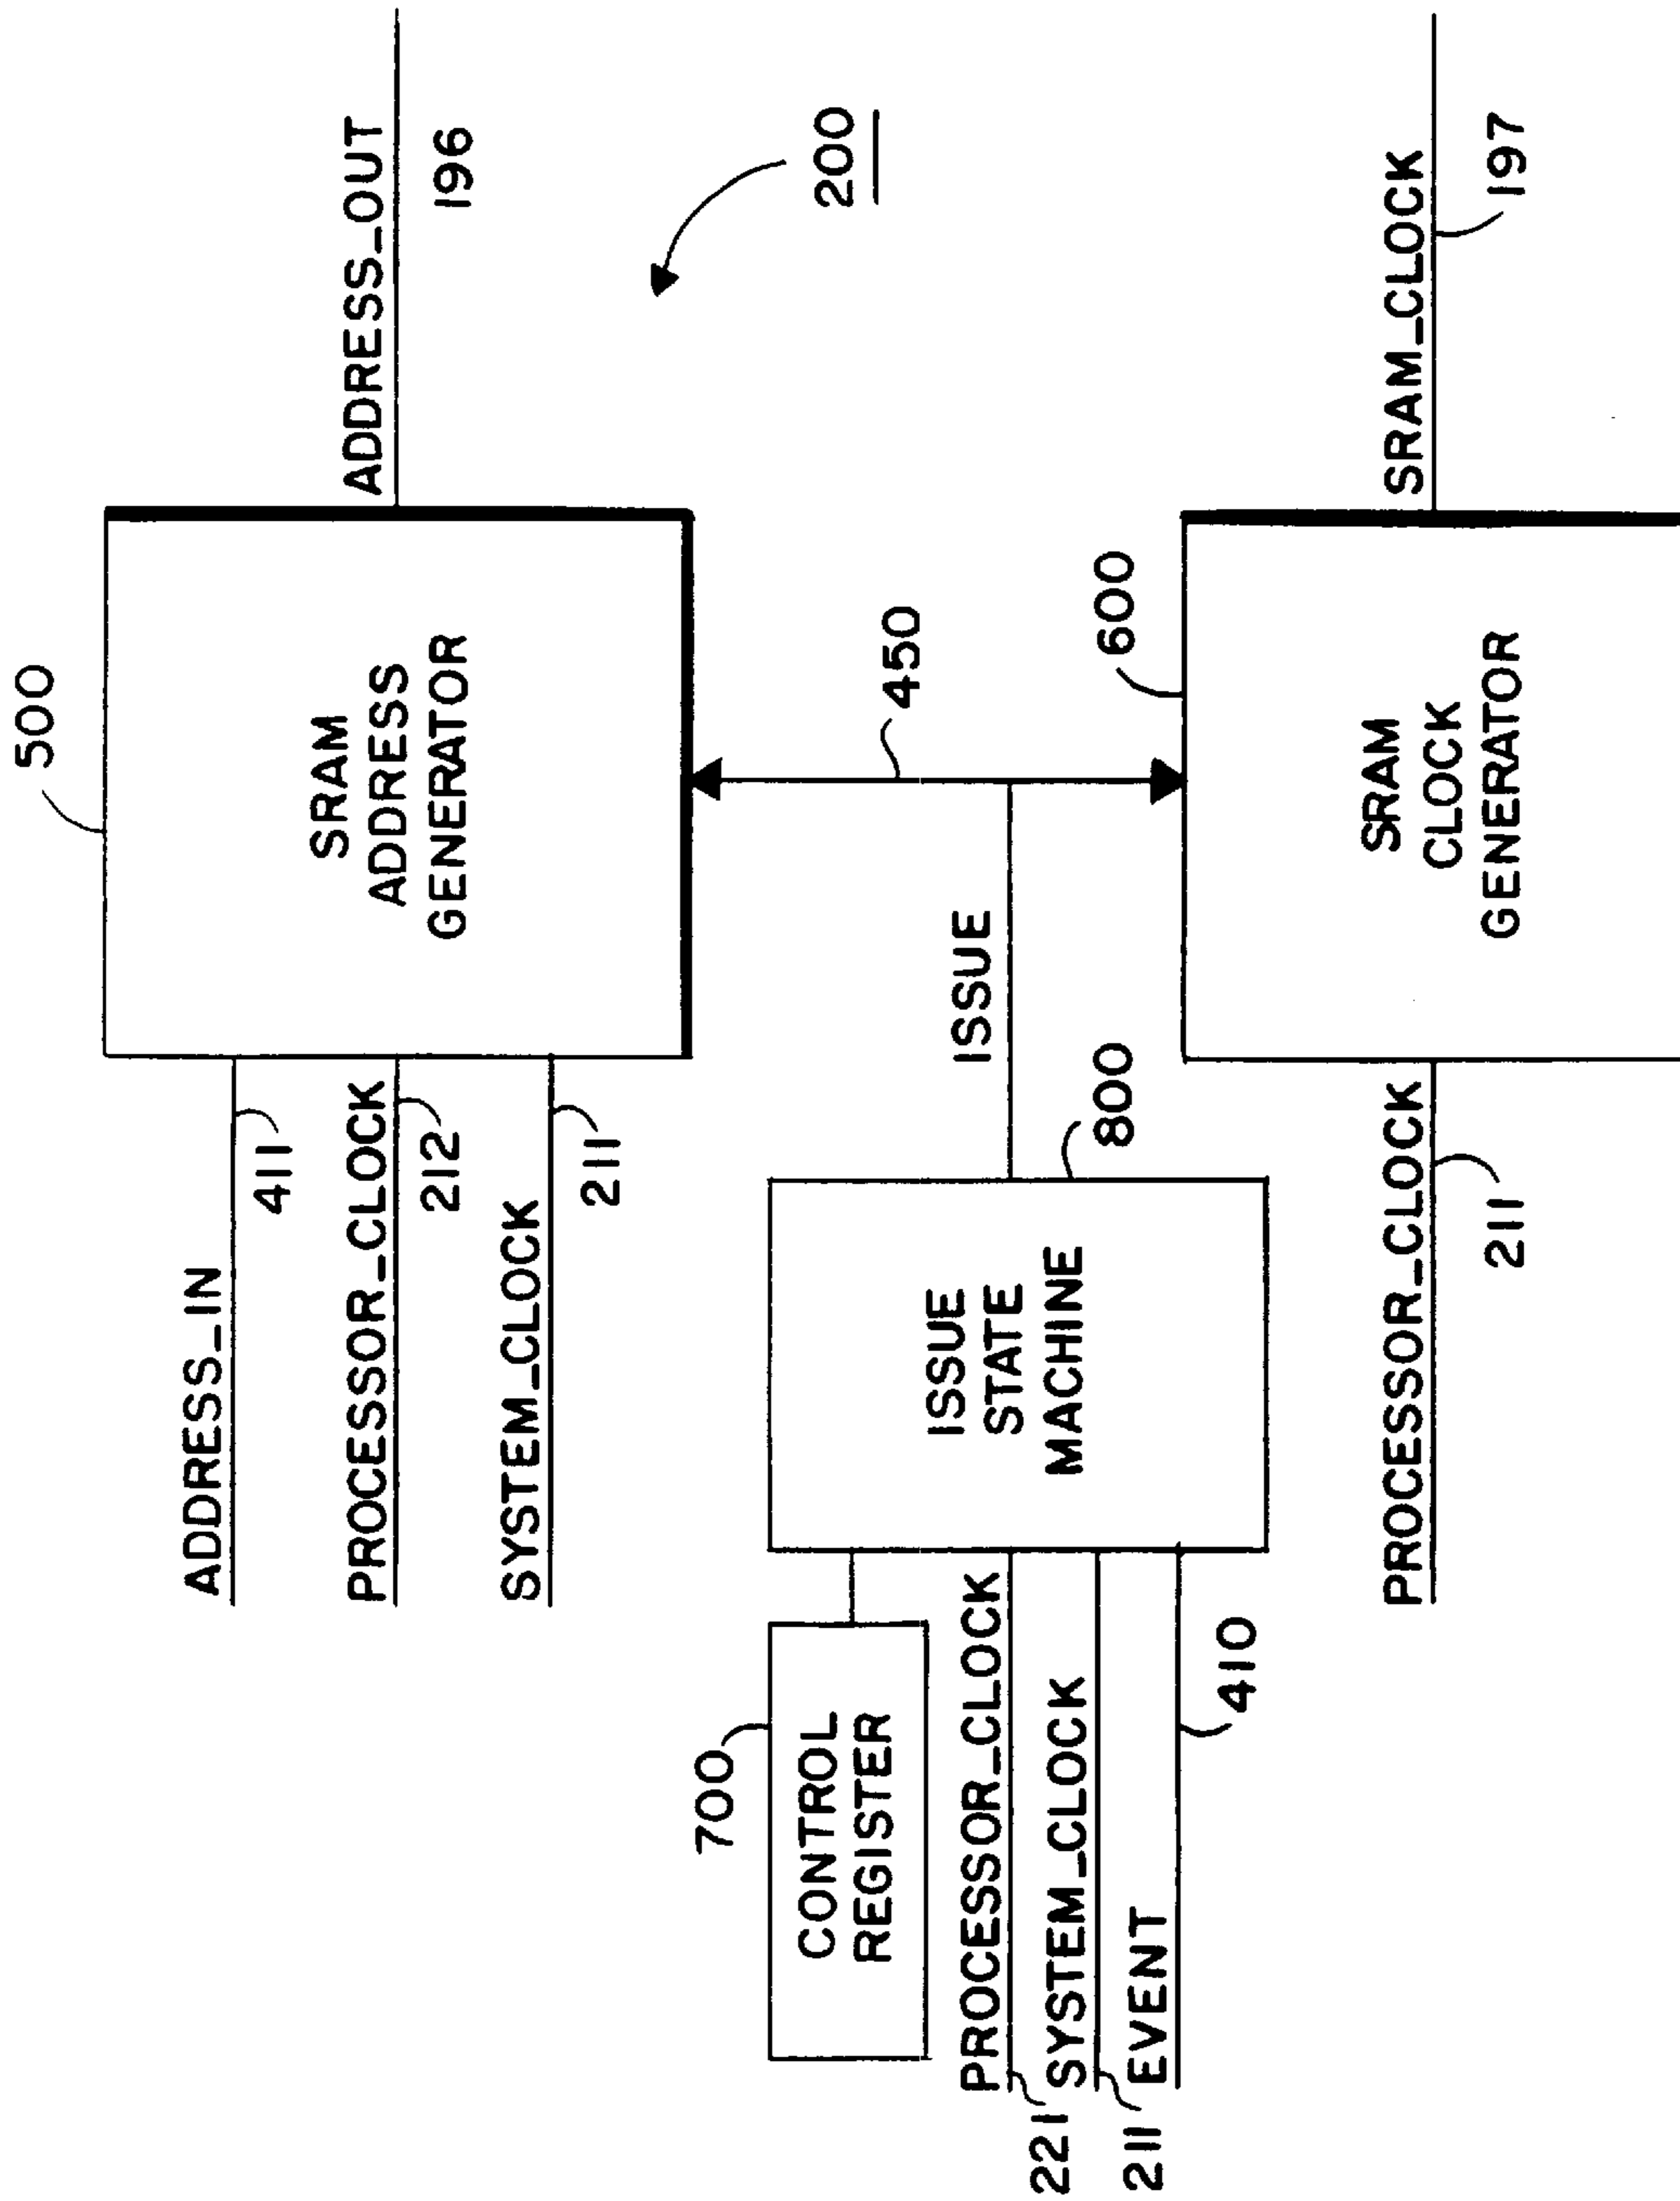 500
ADDRESS_IN
411
PROCESSOR_CLOCK
212
SYSTEM_CLOCK
211
SRAM
ADDRESS
GENERATOR
ADDRESS_OUT
196
200
450
ISSUE
700
CONTROL
REGISTER
ISSUE
STATE
MACHINE
800
PROCESSOR_CLOCK
221
SYSTEM_CLOCK
211
EVENT
410
600
PROCESSOR_CLOCK
211
SRAM
CLOCK
GENERATOR
SRAM_CLOCK
197